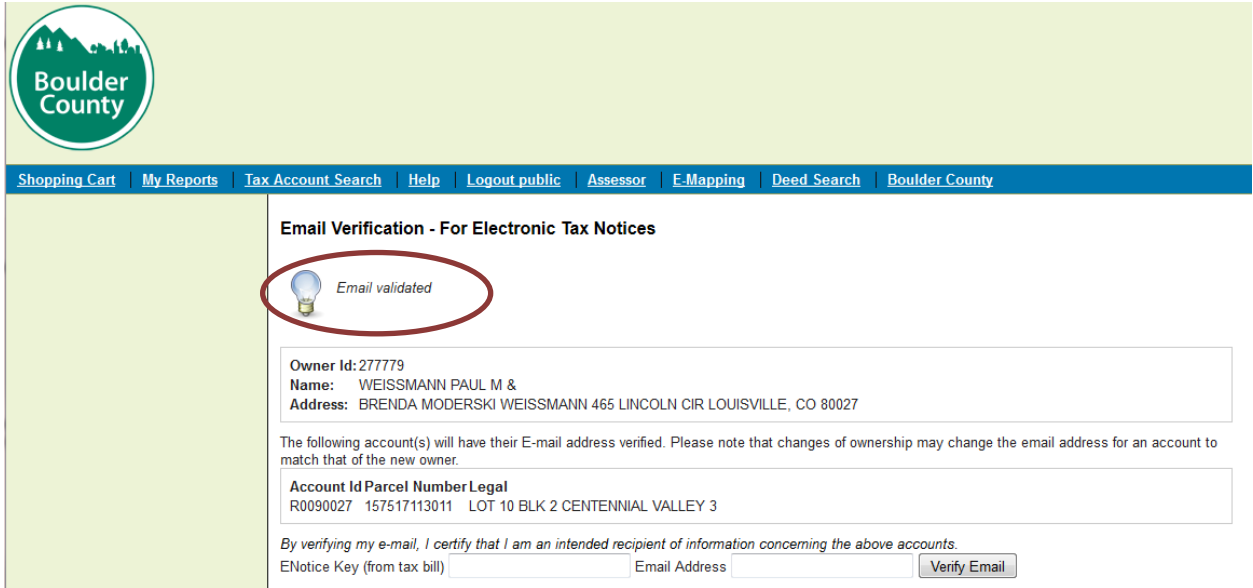 Boulder
County
Shopping Cart My Reports Tax Account Search Help Logout public Assessor E-Mapping Deed Search Boulder County
Email Verification - For Electronic Tax Notices
Email validated
Owner Id: 277779
Name: WEISSMANN PAUL M &
Address: BRENDA MODERSKI WEISSMANN 465 LINCOLN CIR LOUISVILLE, CO 80027
The following account(s) will have their E-mail address verified. Please note that changes of ownership may change the email address for an account to
match that of the new owner.
Account Id Parcel Number Legal
R0090027 157517113011 LOT 10 BLK 2 CENTENNIAL VALLEY 3
By verifying my e-mail, I certify that I am an intended recipient of information concerning the above accounts.
ENotice Key (from tax bill) Email Address Verify Email